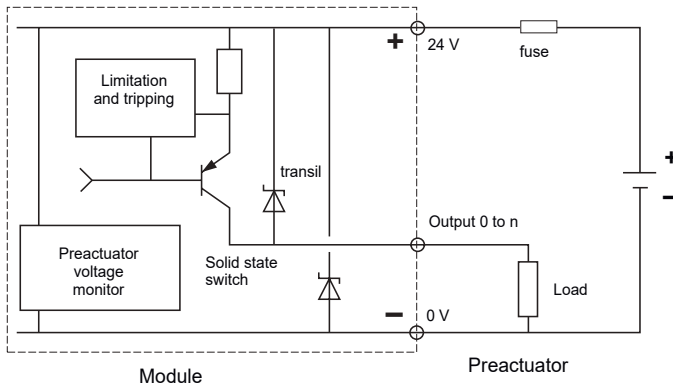 +
24 V
fuse
Limitation
and tripping
transil
+
−
Output 0 to n
Preactuator
voltage
monitor
Solid state
switch
Load
−
0 V
Module
Preactuator